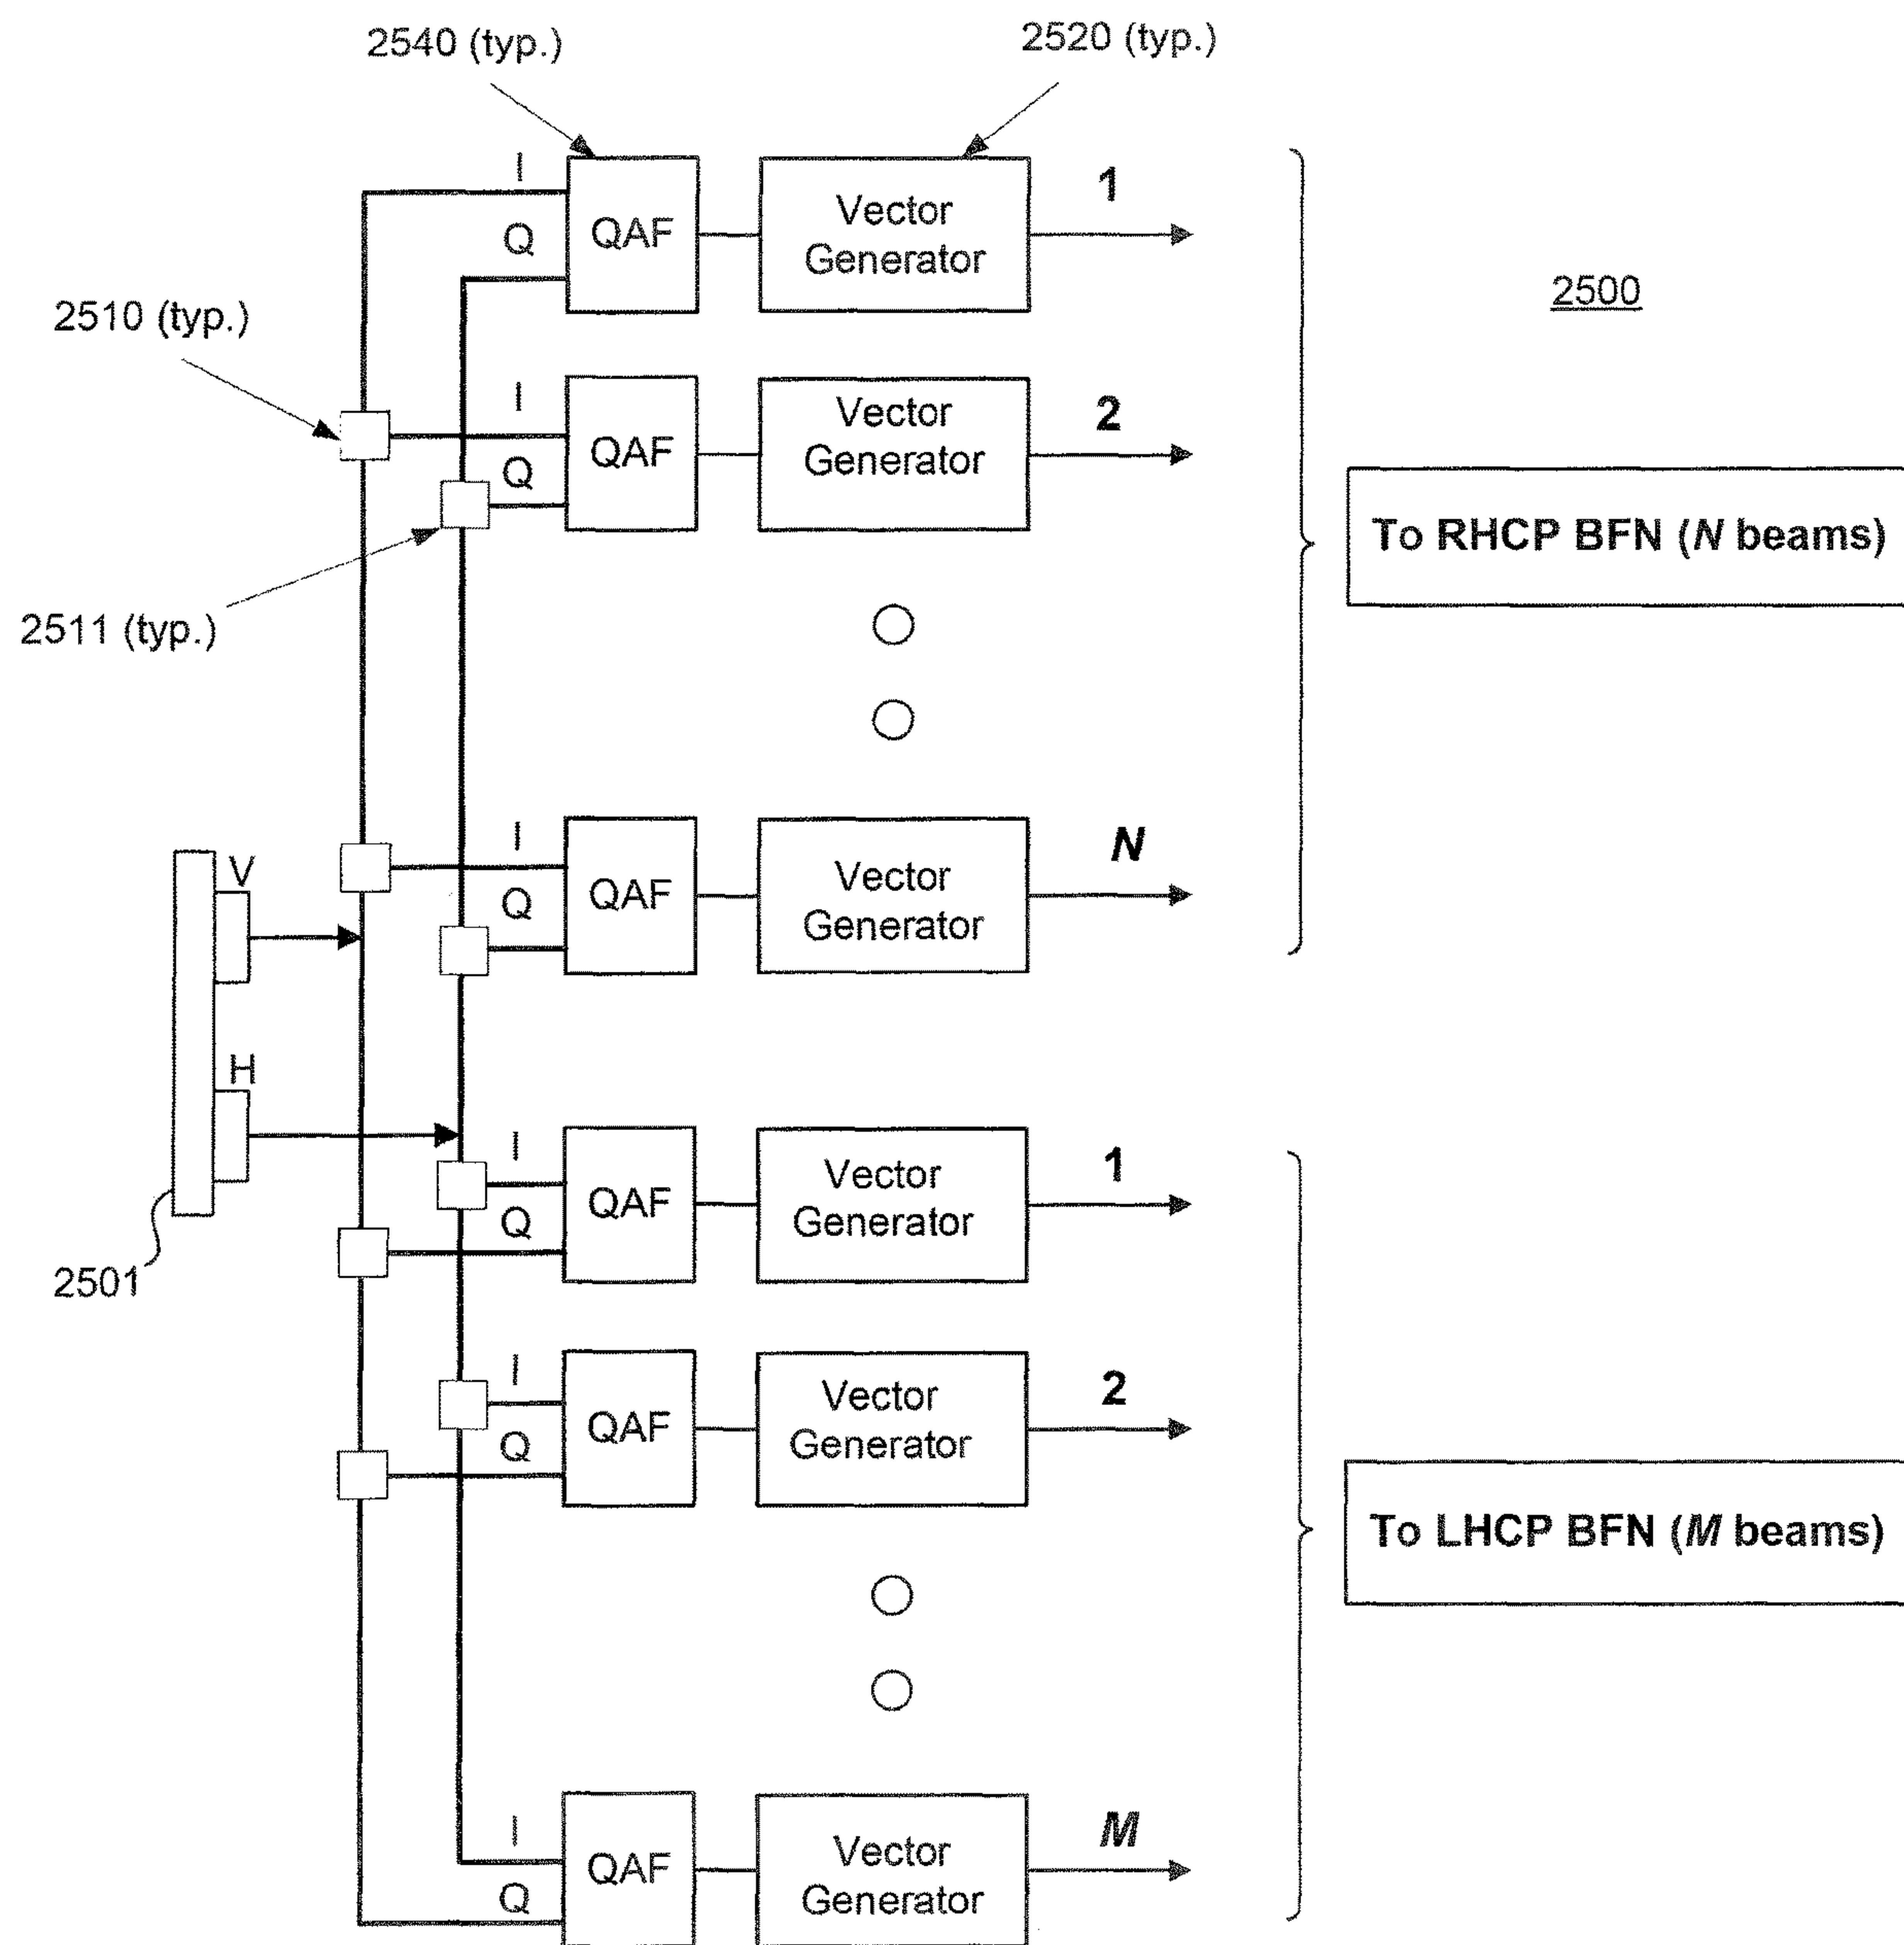 2540 (typ.)
2520 (typ.)
I
Q
QAF
Vector
Generator
1
2500
2510 (typ.)
I
Q
QAF
Vector
Generator
2
To RHCP BFN (N beams)
2511 (typ.)
I
Q
QAF
Vector
Generator
N
V
H
I
Q
QAF
Vector
Generator
1
2501
I
Q
QAF
Vector
Generator
2
To LHCP BFN (M beams)
I
Q
QAF
Vector
Generator
M